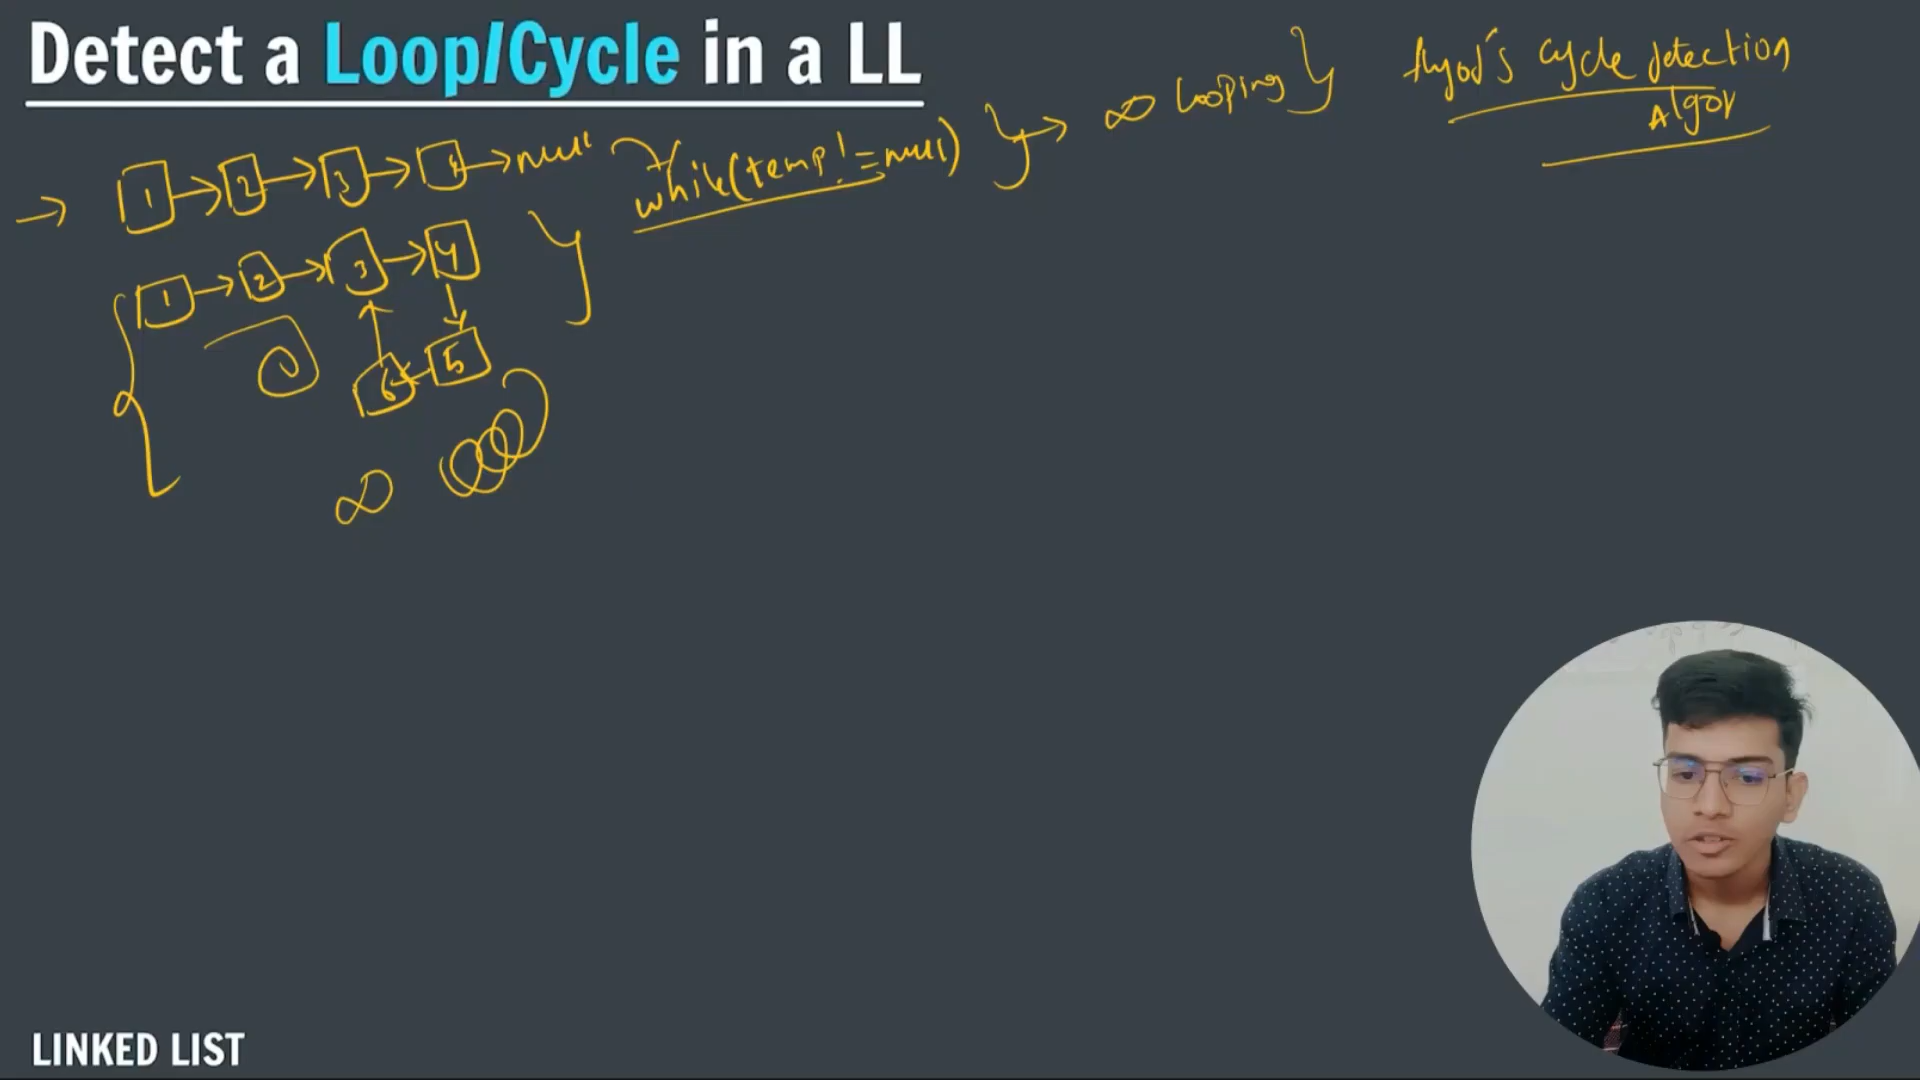 Detect a Loop/Cycle in a LL
∞ Looping
floyd's cycle detection
Algor
→ 1 → 2 → 3 → 4 → null
while(temp!=null)
1 → 2 → 3 → 4
6 ← 5
∞
LINKED LIST